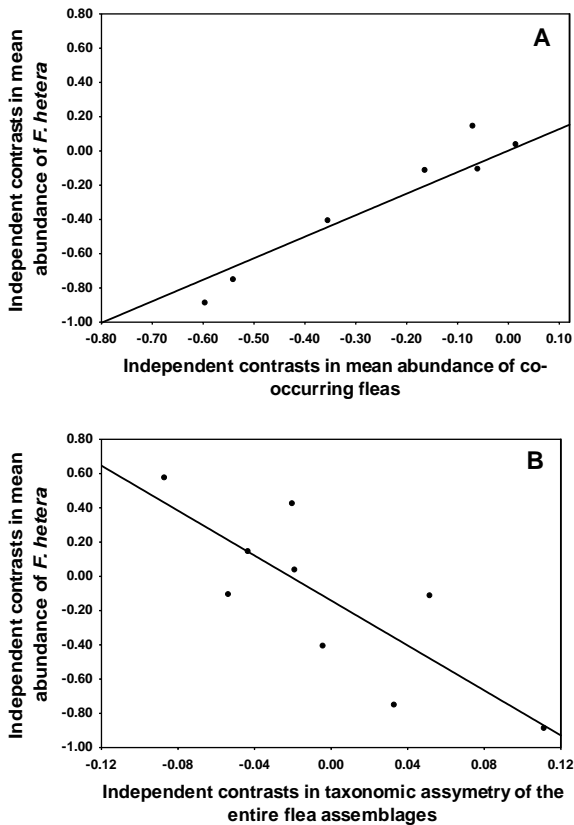 A
Independent contrasts in mean
abundance of F. hetera
0.80
0.60
0.40
0.20
0.00
-0.20
-0.40
-0.60
-0.80
-1.00
-0.80 -0.70 -0.60 -0.50 -0.40 -0.30 -0.20 -0.10 0.00 0.10
Independent contrasts in mean abundance of co-
occurring fleas
B
Independent contrasts in mean
abundance of F. hetera
0.80
0.60
0.40
0.20
0.00
-0.20
-0.40
-0.60
-0.80
-1.00
-0.12 -0.08 -0.04 0.00 0.04 0.08 0.12
Independent contrasts in taxonomic assymetry of the
entire flea assemblages